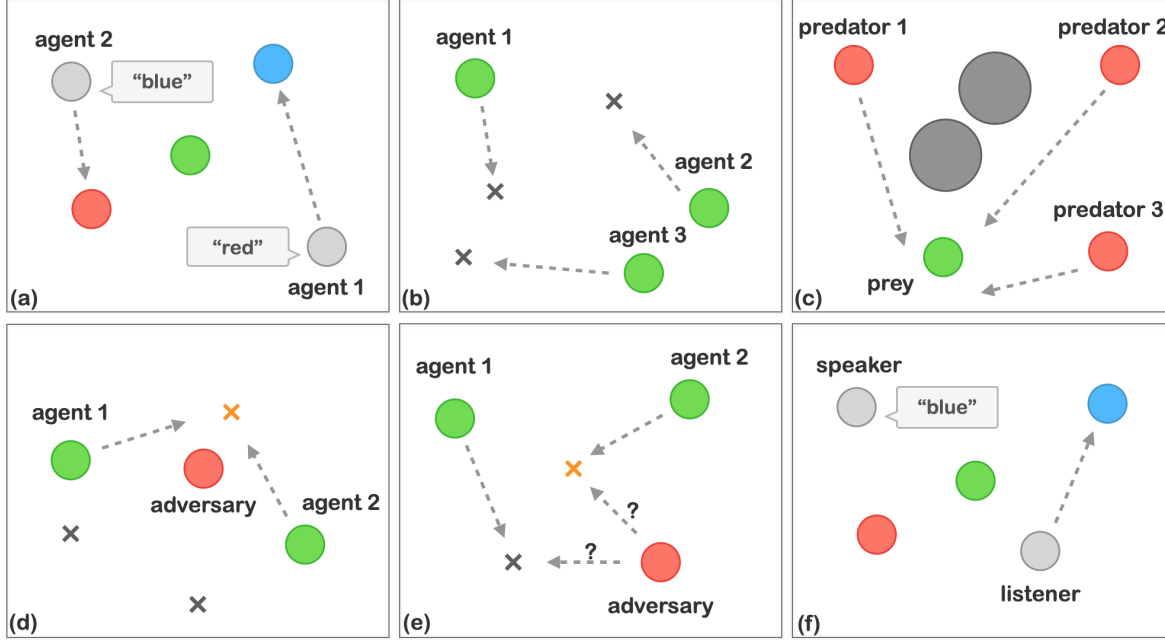 agent 2
“blue”
“red”
agent 1
(a)
agent 1
agent 2
agent 3
(b)
predator 1
predator 2
predator 3
prey
(c)
agent 1
adversary
agent 2
(d)
agent 1
agent 2
?
?
adversary
(e)
speaker
“blue”
listener
(f)